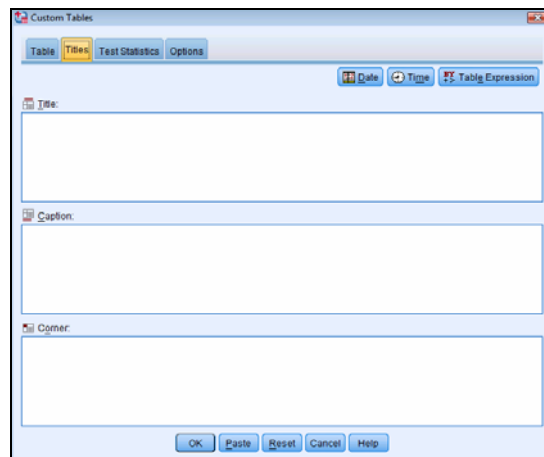 Custom Tables
Table Titles Test Statistics Options
Date Time Table Expression
Title:
Caption:
Corner:
OK Paste Reset Cancel Help